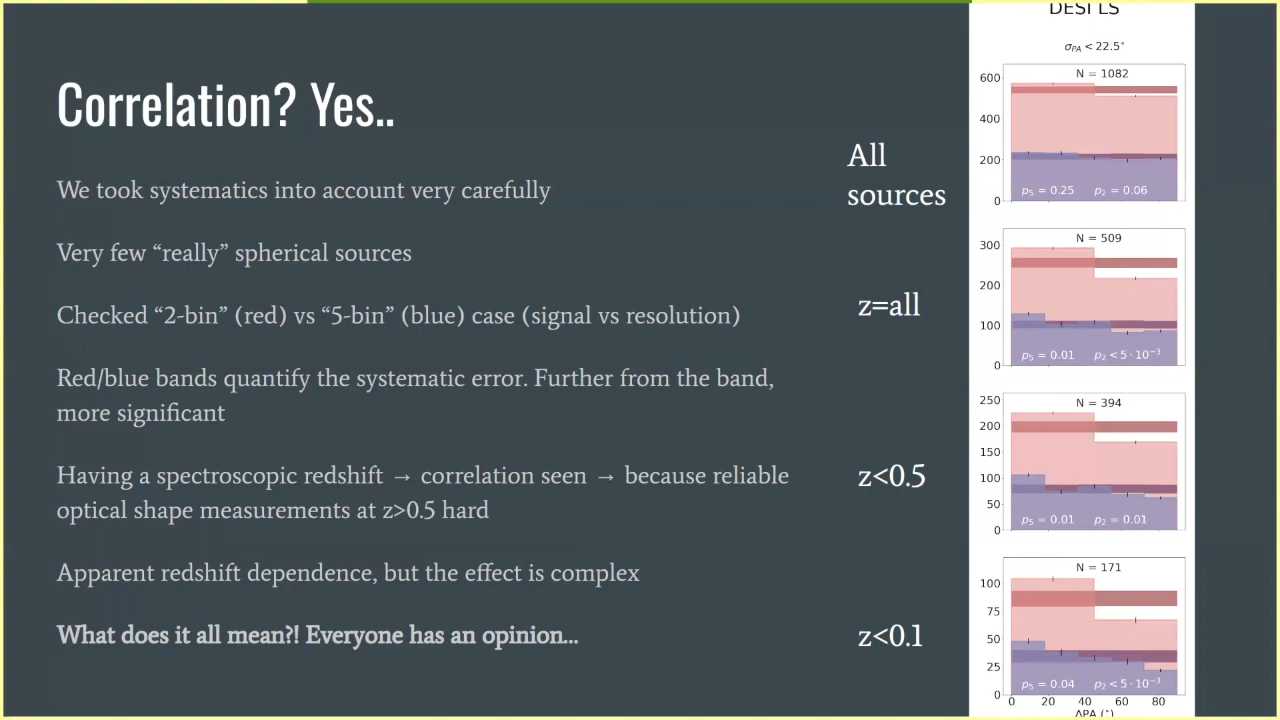 Correlation? Yes..
We took systematics into account very carefully
Very few “really” spherical sources
Checked “2-bin” (red) vs “5-bin” (blue) case (signal vs resolution)
Red/blue bands quantify the systematic error. Further from the band,
more significant
Having a spectroscopic redshift → correlation seen → because reliable
optical shape measurements at z>0.5 hard
Apparent redshift dependence, but the effect is complex
What does it all mean?! Everyone has an opinion...
All
sources
z=all
z<0.5
z<0.1
DESI LS
σ_PA < 22.5°
N = 1082
600
400
200
0
p₅ = 0.25 p₂ = 0.06
N = 509
300
200
100
0
p₅ = 0.01 p₂ < 5 · 10⁻³
N = 394
250
200
150
100
50
0
p₅ = 0.01 p₂ = 0.01
N = 171
100
75
50
25
0
p₅ = 0.04 p₂ < 5 · 10⁻³
0 20 40 60 80
ΔPA (°)